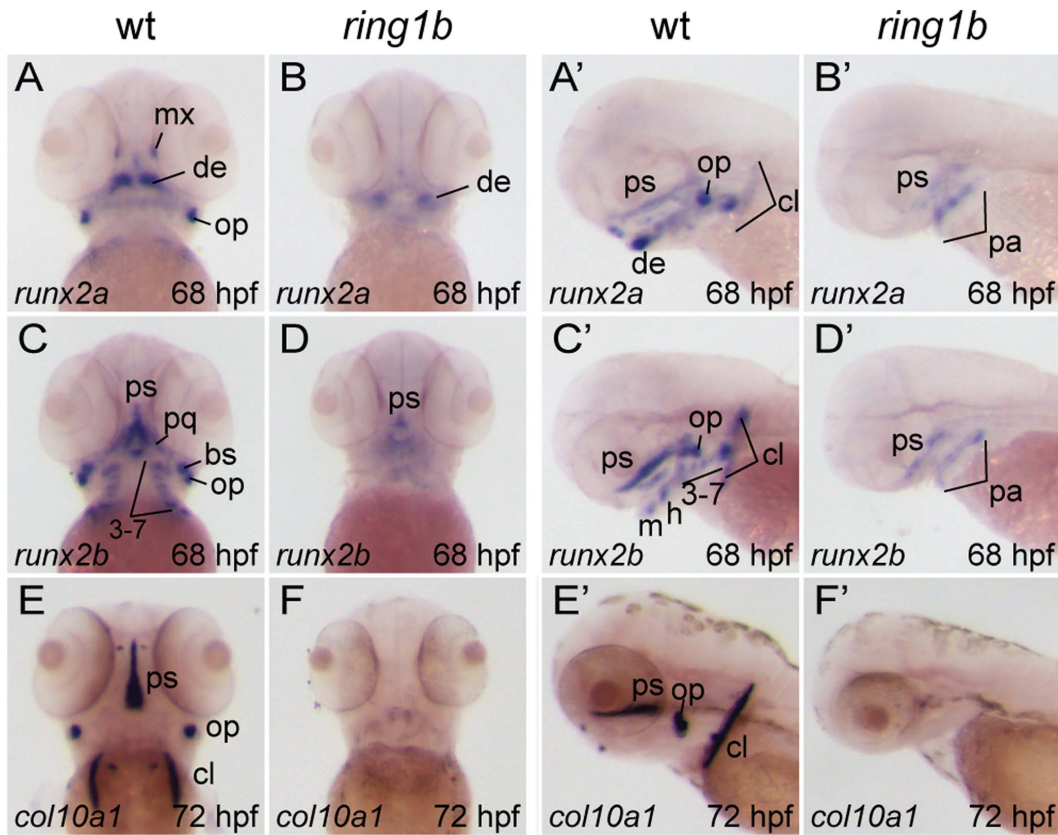 wt ring1b wt ring1b
A B A' B'
mx
de de
op
ps op cl
de
ps
pa
runx2a 68 hpf runx2a 68 hpf runx2a 68 hpf runx2a 68 hpf
C D C' D'
ps
pq
bs
op
3-7
ps
ps op cl
3-7
m h
ps
pa
runx2b 68 hpf runx2b 68 hpf runx2b 68 hpf runx2b 68 hpf
E F E' F'
ps
op
cl
ps op
cl
col10a1 72 hpf col10a1 72 hpf col10a1 72 hpf col10a1 72 hpf